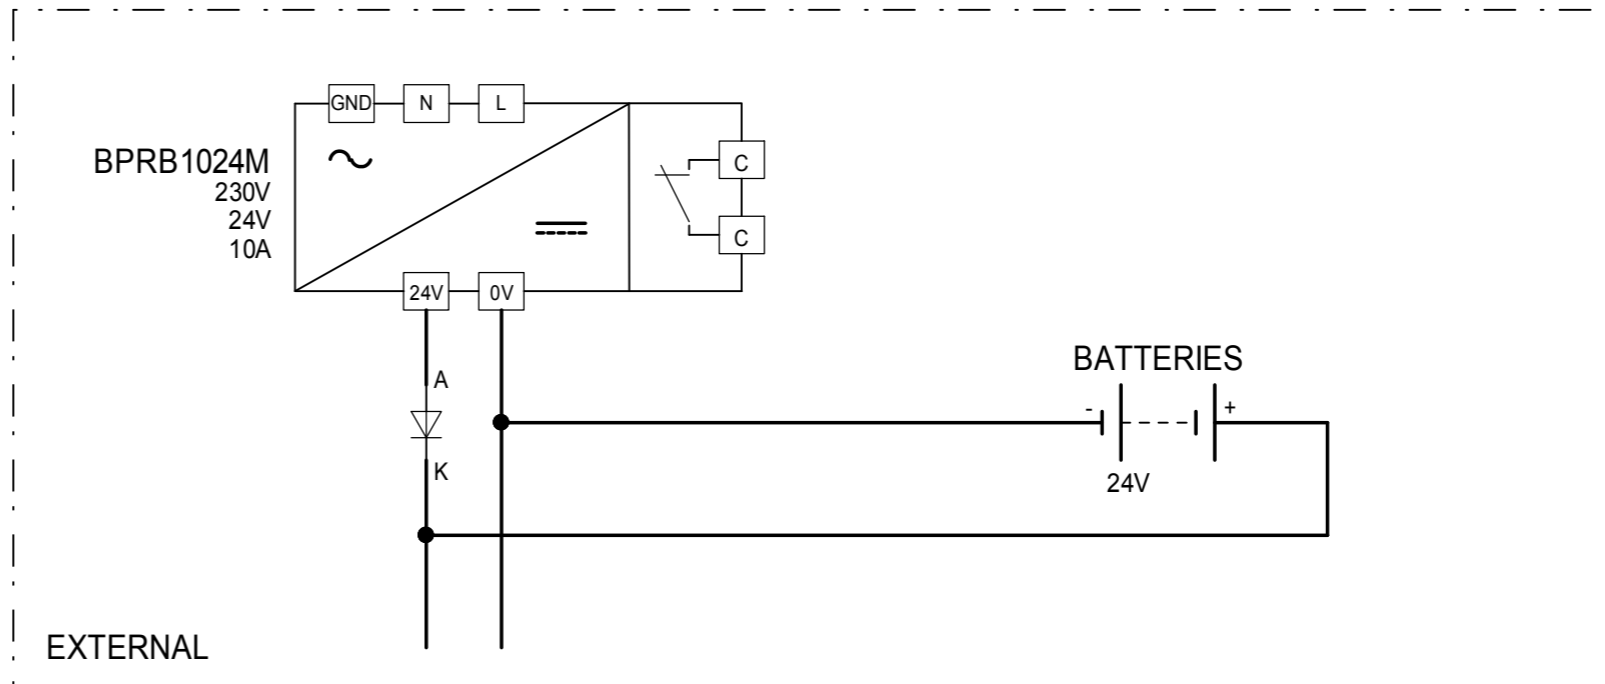 GND N L
BPRB1024M
230V
24V
10A
C
C
24V 0V
A
K
BATTERIES
- +
24V
EXTERNAL